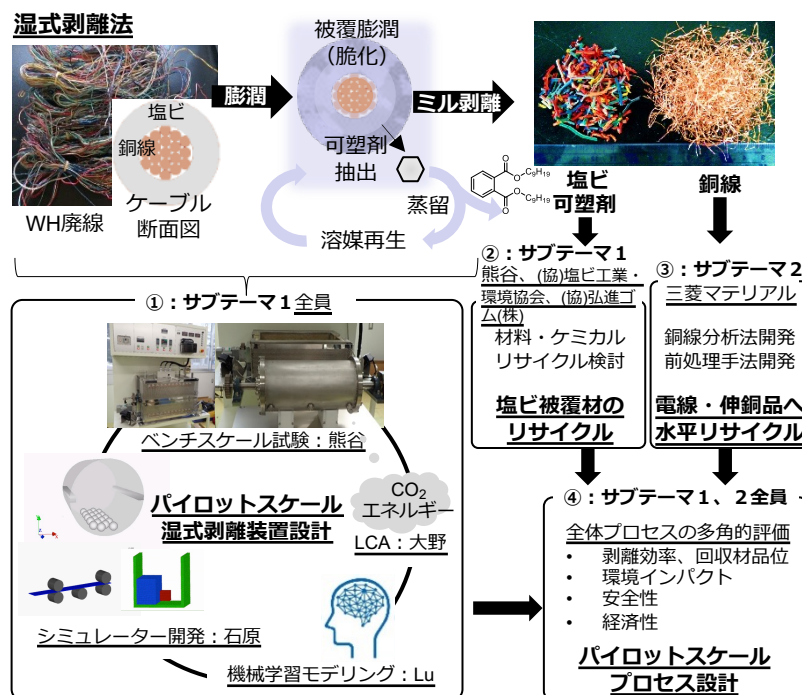 湿式剥離法
塩ビ
銅線
ケーブル
断面図
WH廃線
膨潤
被覆膨潤
（脆化）
可塑剤
抽出
蒸留
溶媒再生
ミル剥離
O
O
C₉H₁₉
O
C₉H₁₉
O
塩ビ
可塑剤
銅線
①：サブテーマ１全員
ベンチスケール試験：熊谷
パイロットスケール
湿式剥離装置設計
CO₂
エネルギー
LCA：大野
シミュレーター開発：石原
機械学習モデリング：Lu
②：サブテーマ１
熊谷、(協)塩ビ工業・
環境協会、(協)弘進ゴ
ム(株)
材料・ケミカル
リサイクル検討
塩ビ被覆材の
リサイクル
③：サブテーマ２
三菱マテリアル
銅線分析法開発
前処理手法開発
電線・伸銅品へ
水平リサイクル
④：サブテーマ１、２全員
全体プロセスの多角的評価
• 剥離効率、回収材品位
• 環境インパクト
• 安全性
• 経済性
パイロットスケール
プロセス設計